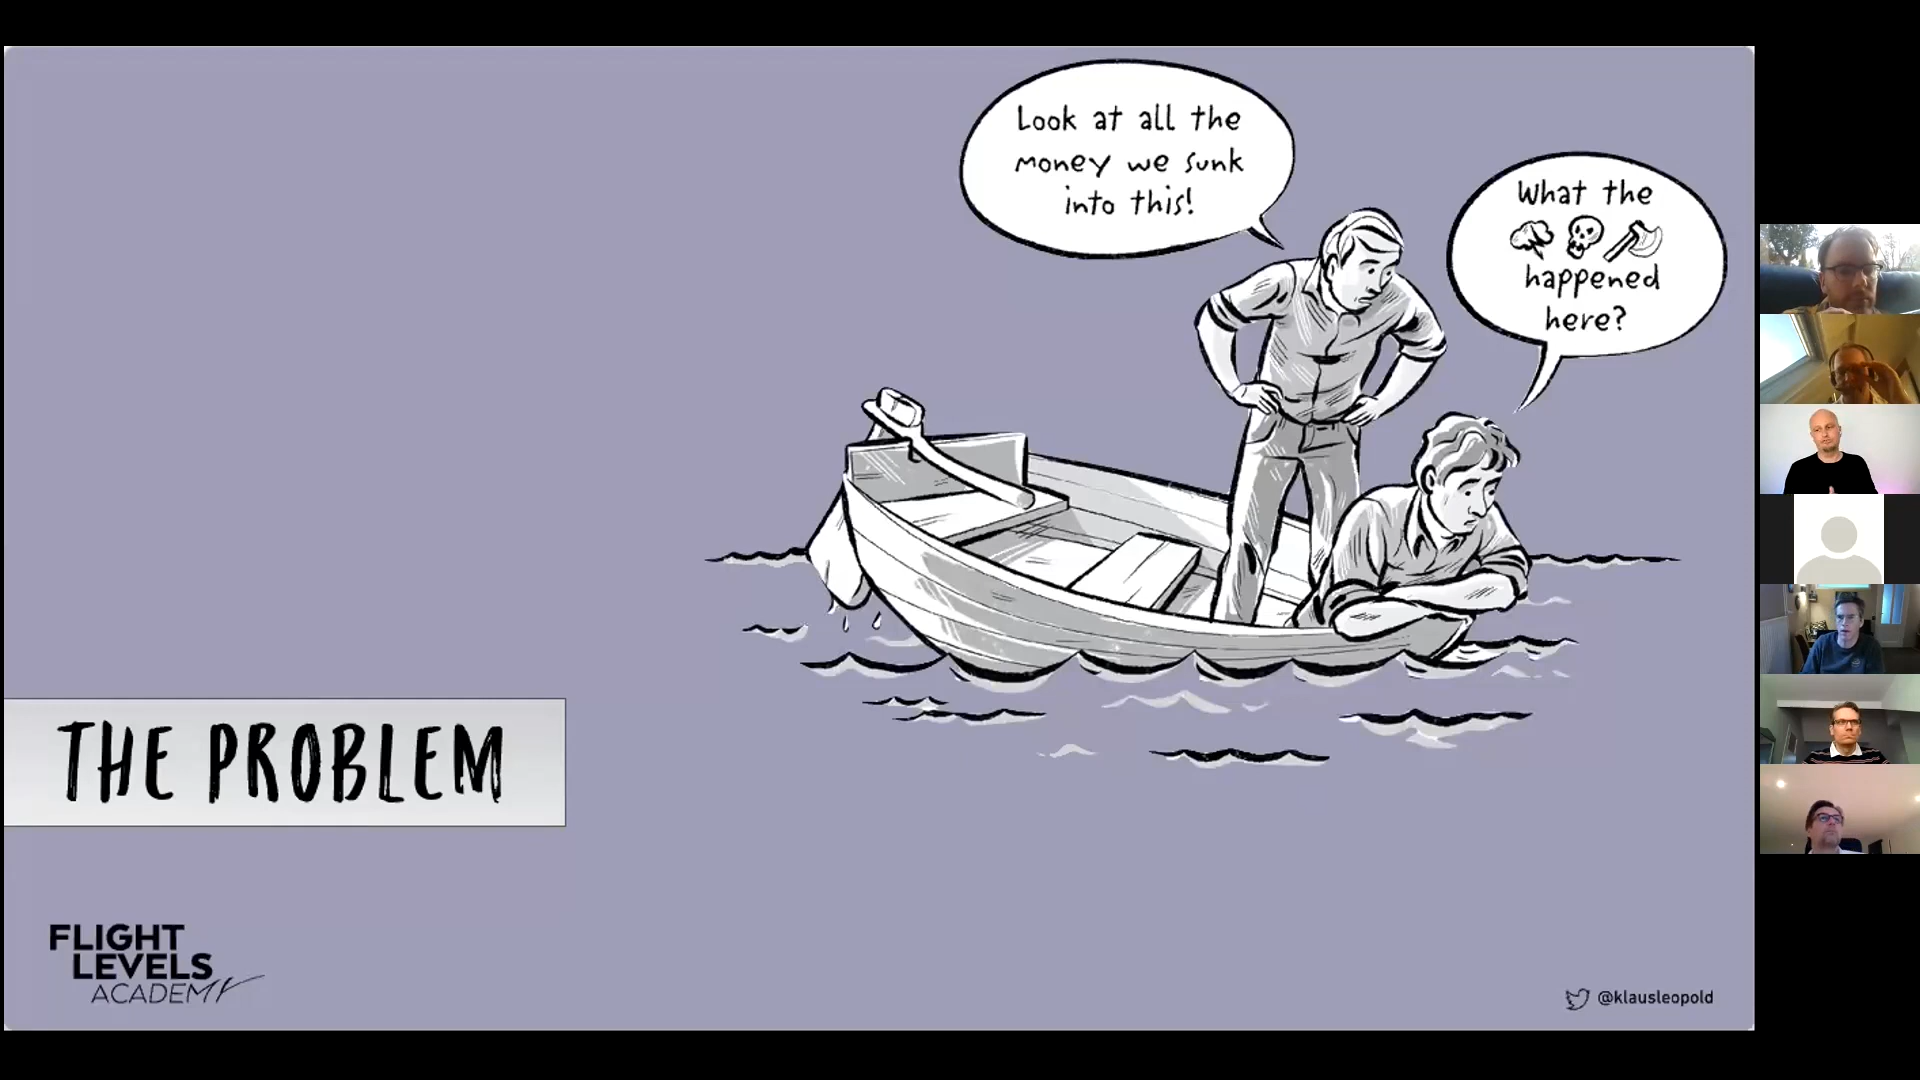 Look at all the
money we sunk
into this!
What the
happened
here?
THE PROBLEM
FLIGHT
LEVELS
ACADEMY
@klausleopold